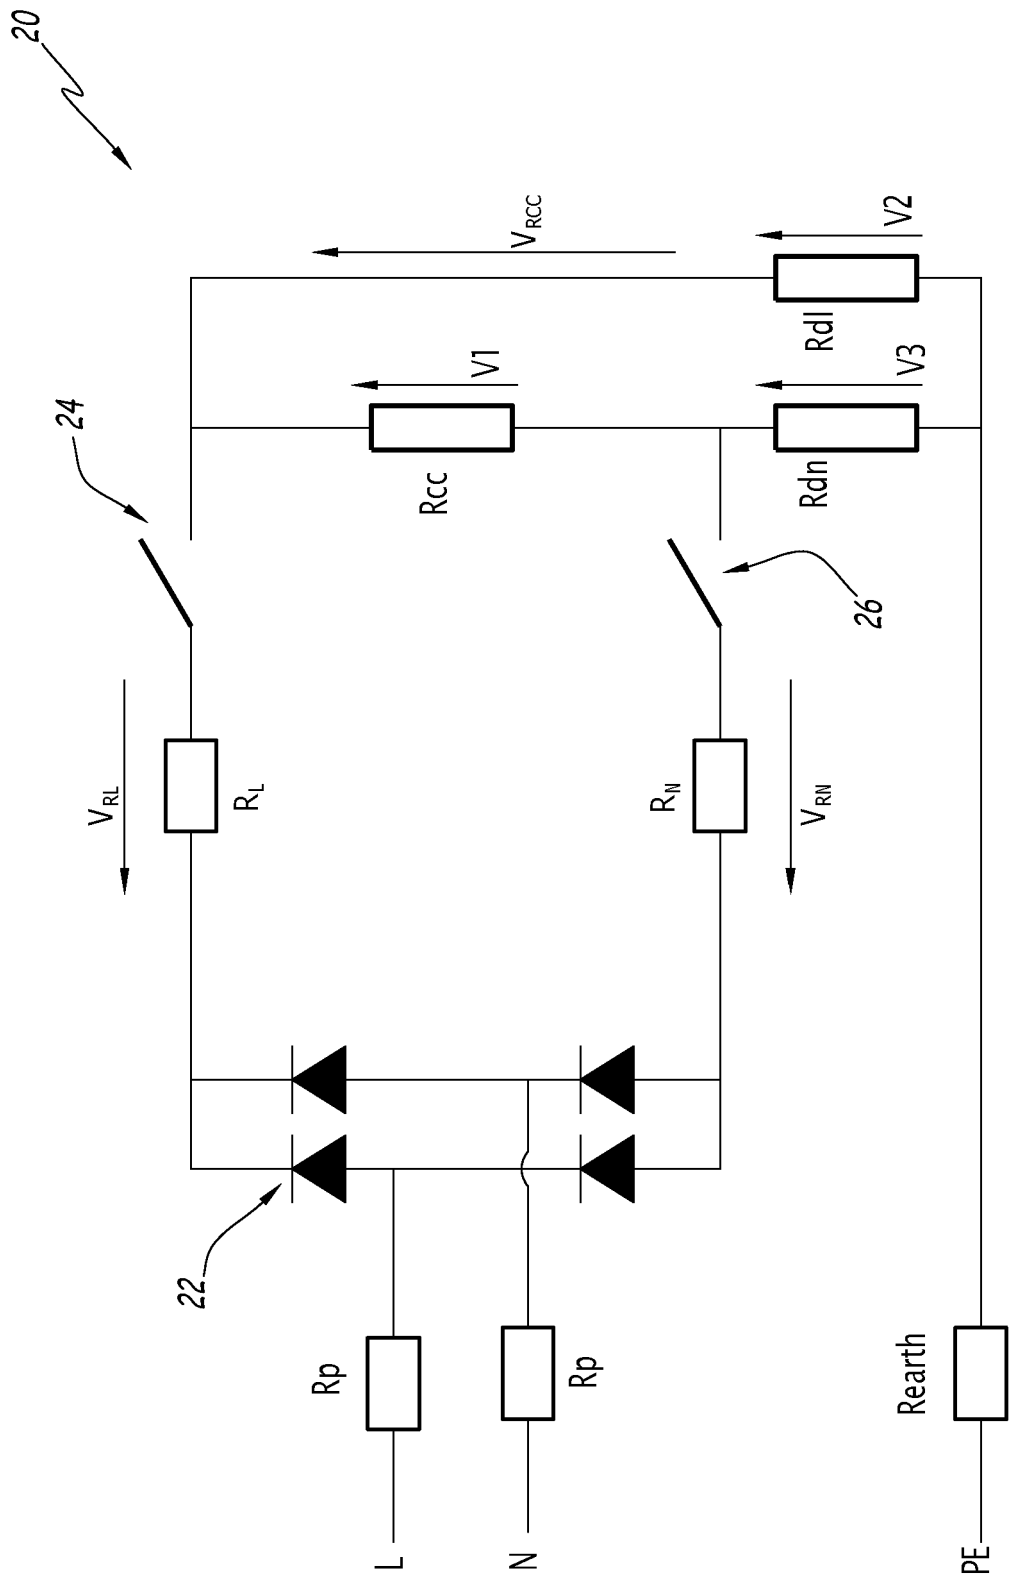 20
24
V_RCC
V1
V2
Rcc
Rdl
V3
Rdn
26
V_RL
R_L
R_N
V_RN
22
Rp
Rp
Rearth
L
N
PE